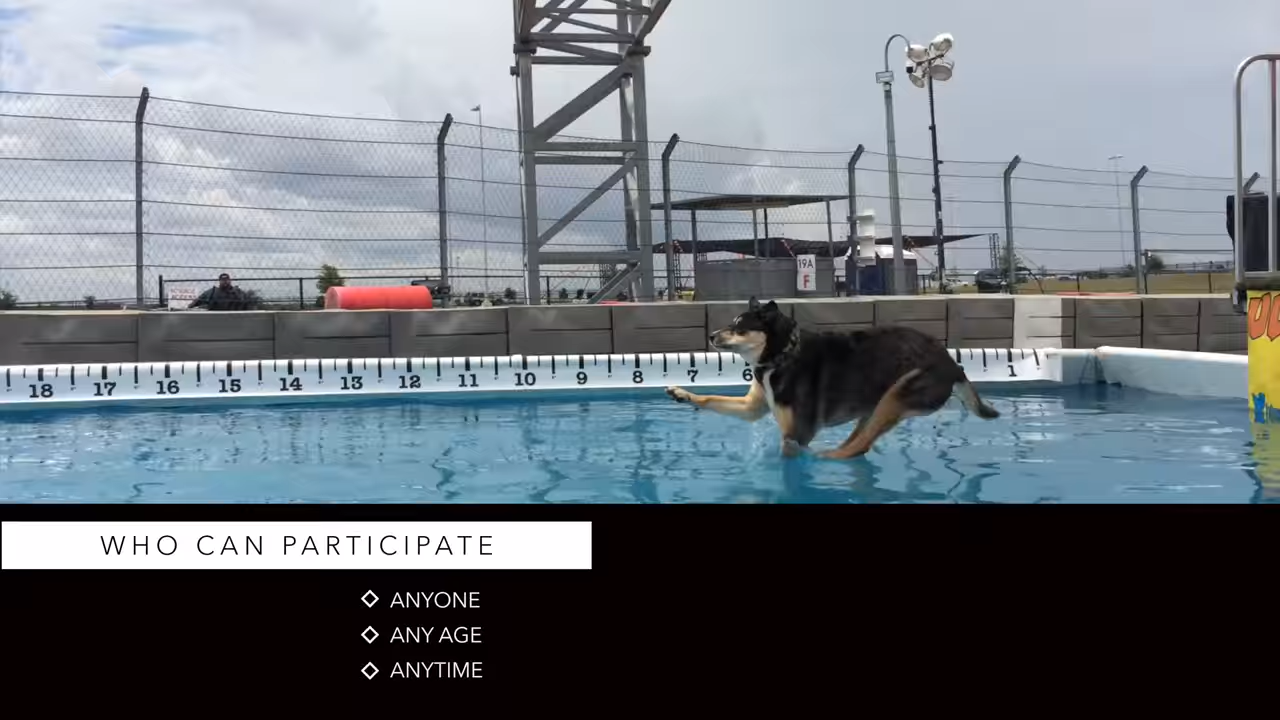 19A
F
18 17 16 15 14 13 12 11 10 9 8 7 6 1
WHO CAN PARTICIPATE
ANYONE
ANY AGE
ANYTIME